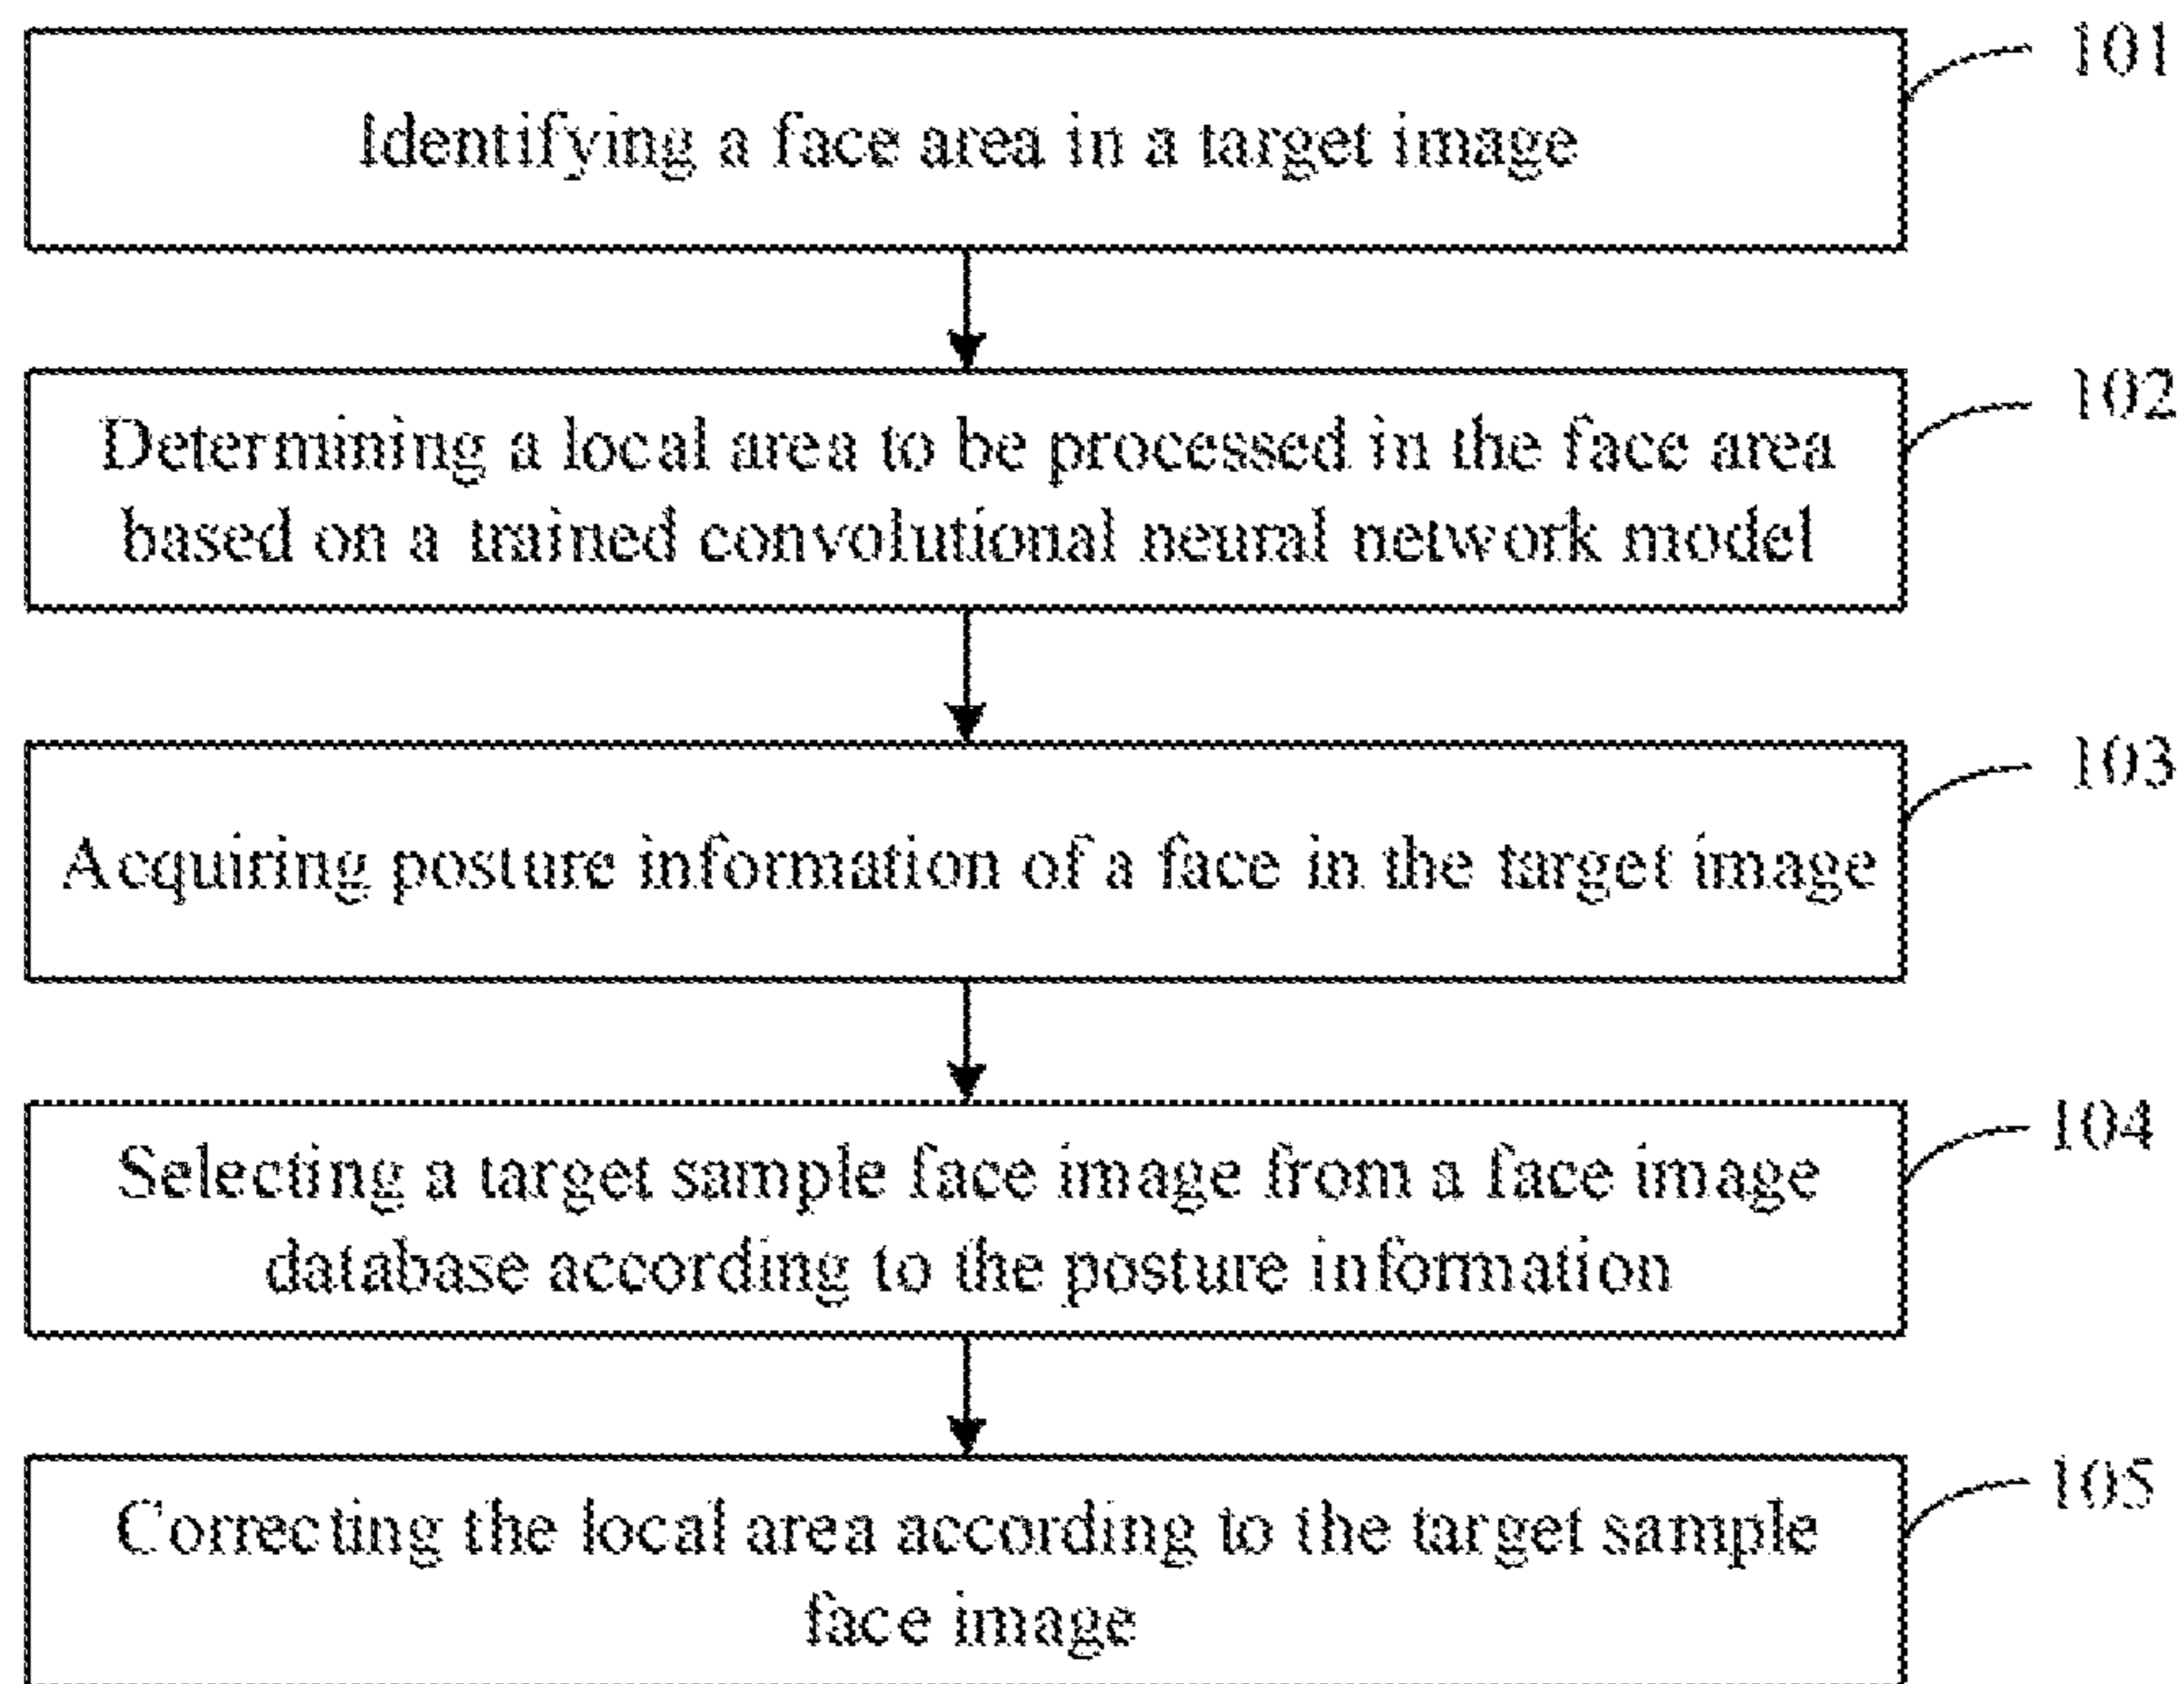 101
Identifying a face area in a target image
102
Determining a local area to be processed in the face area
based on a trained convolutional neural network model
103
Acquiring posture information of a face in the target image
104
Selecting a target sample face image from a face image
database according to the posture information
105
Correcting the local area according to the target sample
face image